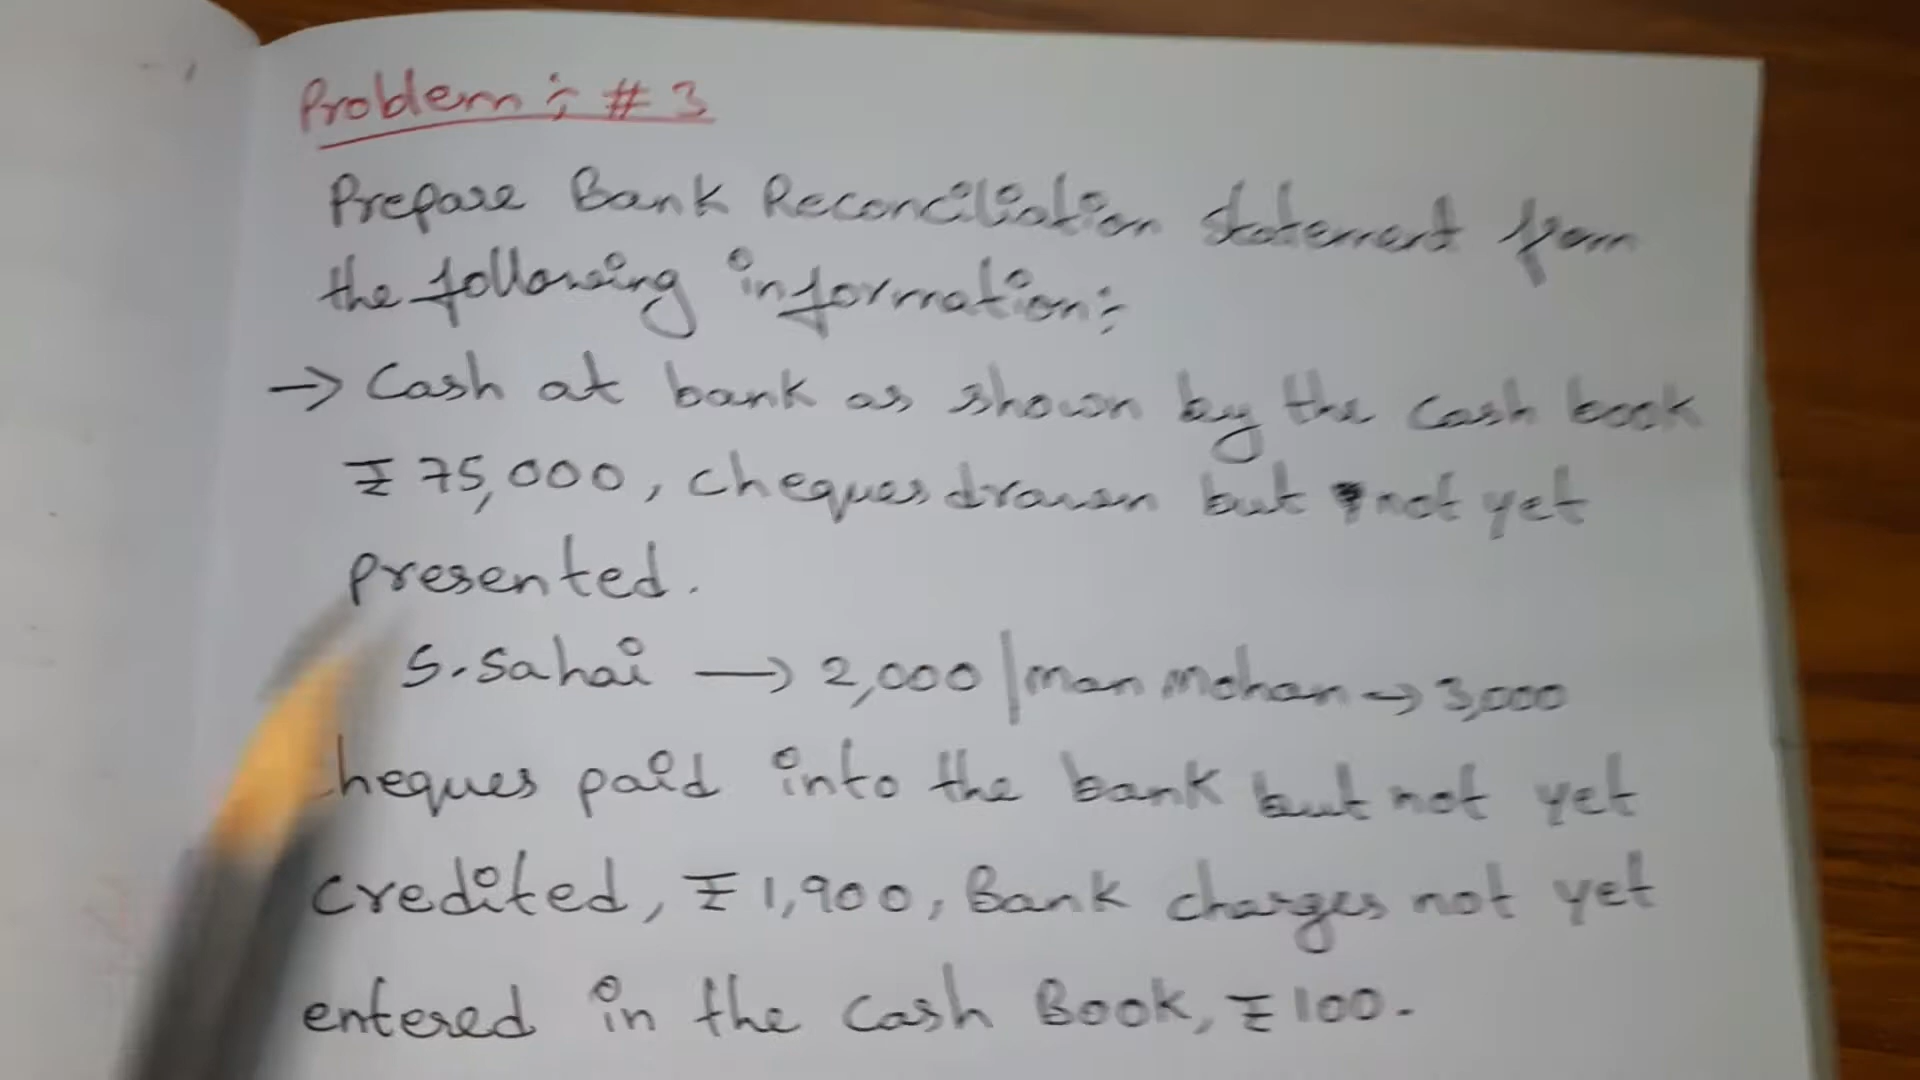 Problem : # 3
Prepare Bank Reconciliation statement from
the following information:
→ Cash at bank as shown by the cash book
₹ 75,000, cheques drawn but not yet
presented.
S. Sahai → 2,000 | man mohan → 3,000
heques paid into the bank but not yet
credited, ₹ 1,900, Bank charges not yet
entered in the cash Book, ₹ 100.